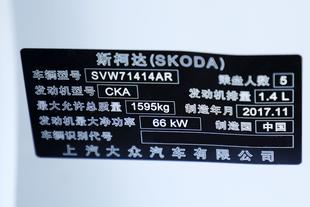 斯柯达(SKODA)
车辆型号 SVW71414AR 乘坐人数 5
发动机型号 CKA 发动机排量 1.4 L
最大允许总质量 1595kg 制造年月 2017.11
发动机最大净功率 66 kW 制造国 中国
车辆识别代号
上汽大众汽车有限公司